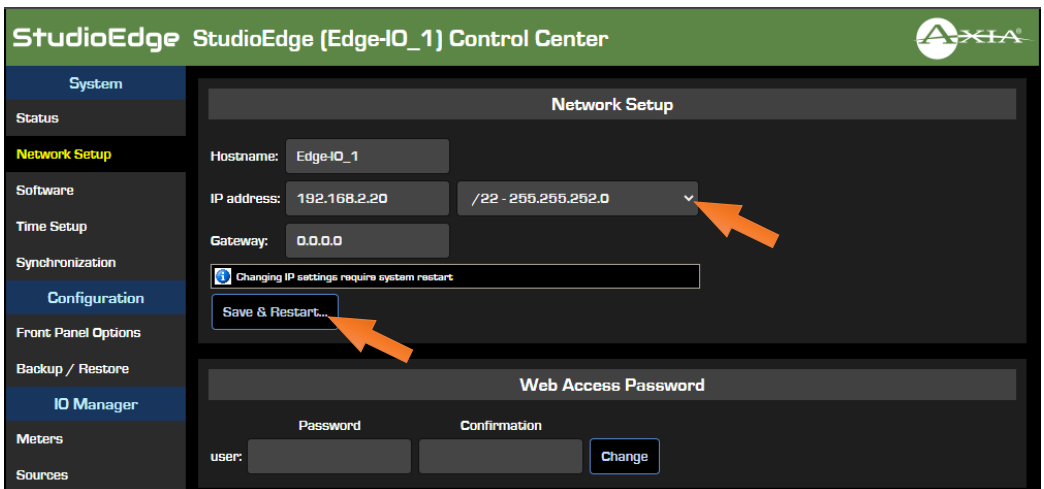 StudioEdge StudioEdge (Edge-IO_1) Control Center AXIA®
System
Status
Network Setup
Software
Time Setup
Synchronization
Configuration
Front Panel Options
Backup / Restore
IO Manager
Meters
Sources
Network Setup
Hostname: Edge-IO_1
IP address: 192.168.2.20 /22 - 255.255.252.0
Gateway: 0.0.0.0
Changing IP settings require system restart
Save & Restart...
Web Access Password
Password Confirmation
user: Change